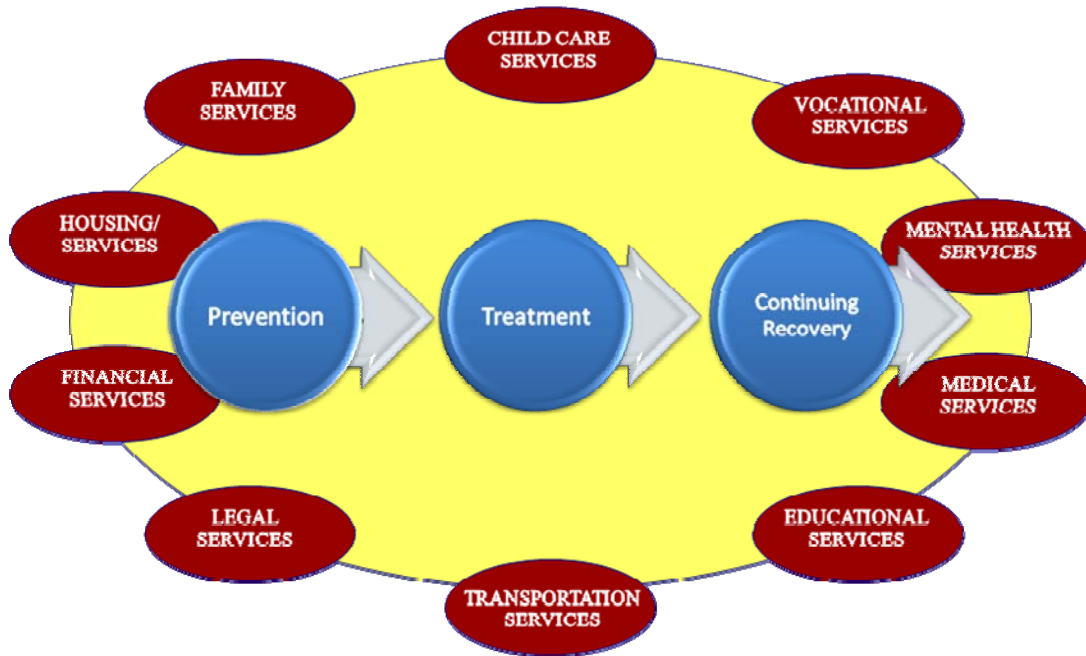 CHILD CARE
SERVICES
FAMILY
SERVICES
VOCATIONAL
SERVICES
HOUSING/
SERVICES
MENTAL HEALTH
SERVICES
Prevention
Treatment
Continuing
Recovery
FINANCIAL
SERVICES
MEDICAL
SERVICES
LEGAL
SERVICES
EDUCATIONAL
SERVICES
TRANSPORTATION
SERVICES